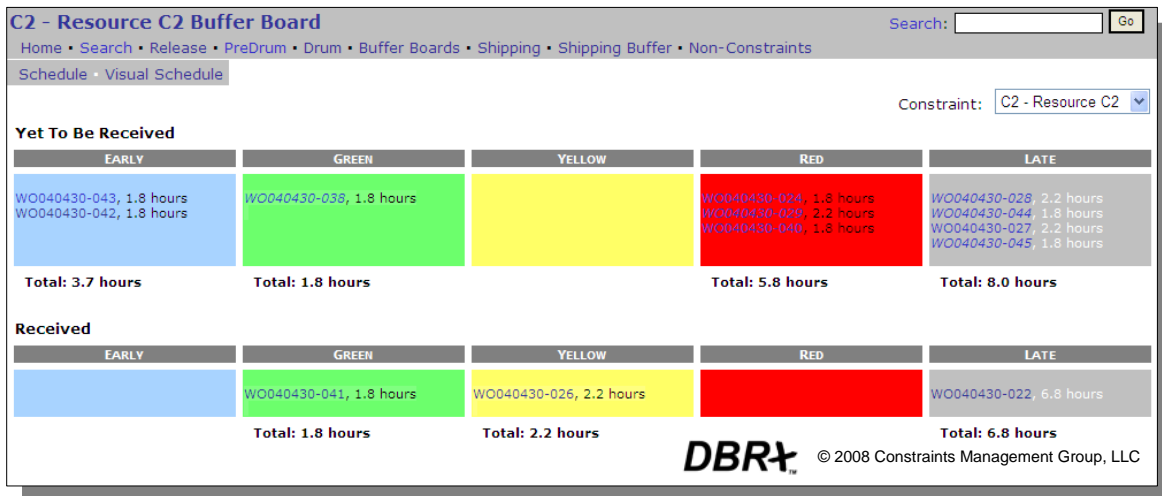 C2 - Resource C2 Buffer Board
Search: Go
Home • Search • Release • PreDrum • Drum • Buffer Boards • Shipping • Shipping Buffer • Non-Constraints
Schedule • Visual Schedule
Constraint: C2 - Resource C2
Yet To Be Received
EARLY GREEN YELLOW RED LATE
WO040430-043, 1.8 hours WO040430-038, 1.8 hours WO040430-024, 1.8 hours WO040430-028, 2.2 hours
WO040430-042, 1.8 hours WO040430-029, 2.2 hours WO040430-044, 1.8 hours
WO040430-040, 1.8 hours WO040430-027, 2.2 hours
WO040430-045, 1.8 hours
Total: 3.7 hours Total: 1.8 hours Total: 5.8 hours Total: 8.0 hours
Received
EARLY GREEN YELLOW RED LATE
WO040430-041, 1.8 hours WO040430-026, 2.2 hours WO040430-022, 6.8 hours
Total: 1.8 hours Total: 2.2 hours Total: 6.8 hours
DBR+™ © 2008 Constraints Management Group, LLC